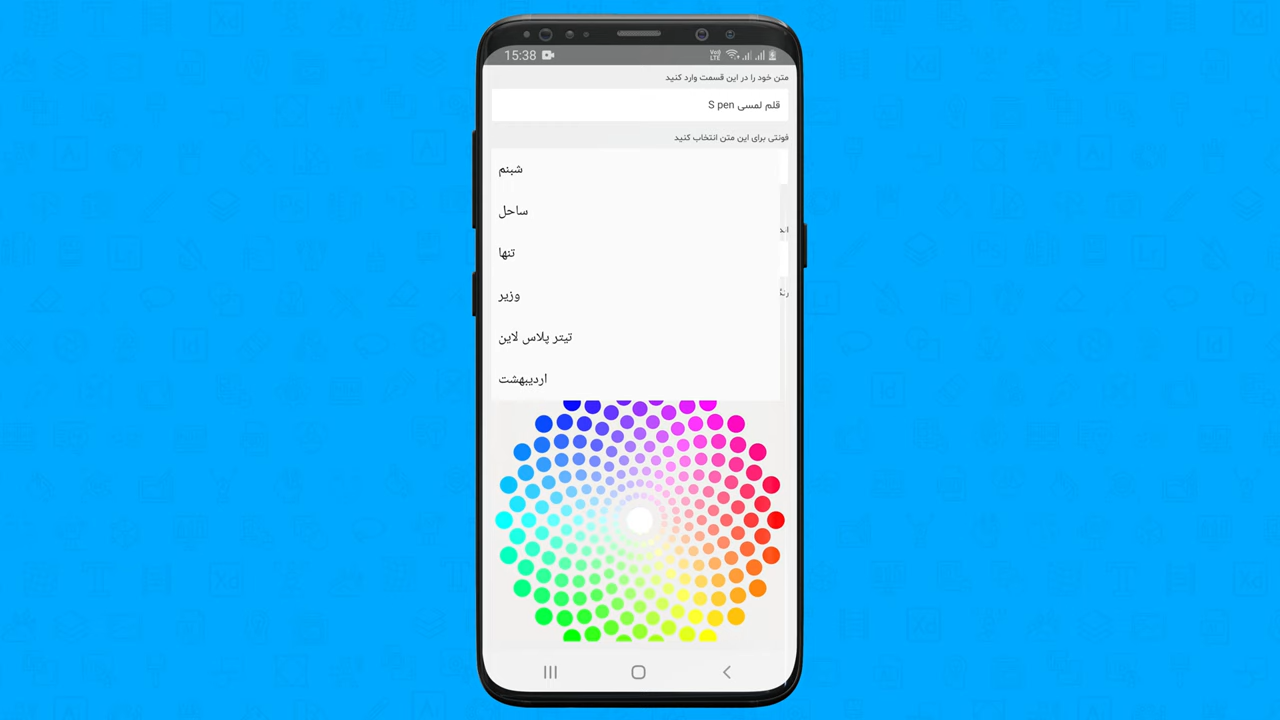 15:38
متن خود را در این قسمت وارد کنید
قلم لمسی S pen
فونتی برای این متن انتخاب کنید
شبنم
ساحل
تنها
وزیر
تیتر پلاس لاین
اردیبهشت